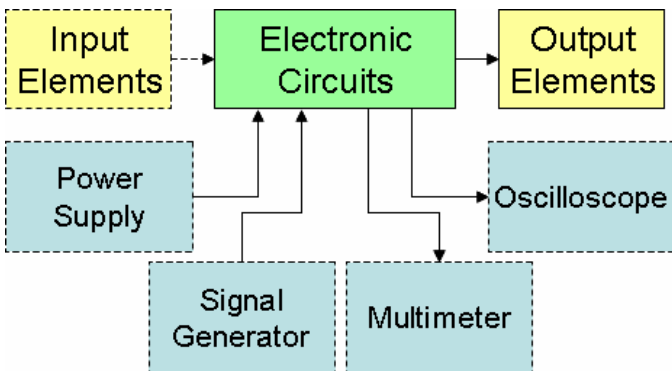 Input
Elements
Electronic
Circuits
Output
Elements
Power
Supply
Oscilloscope
Signal
Generator
Multimeter